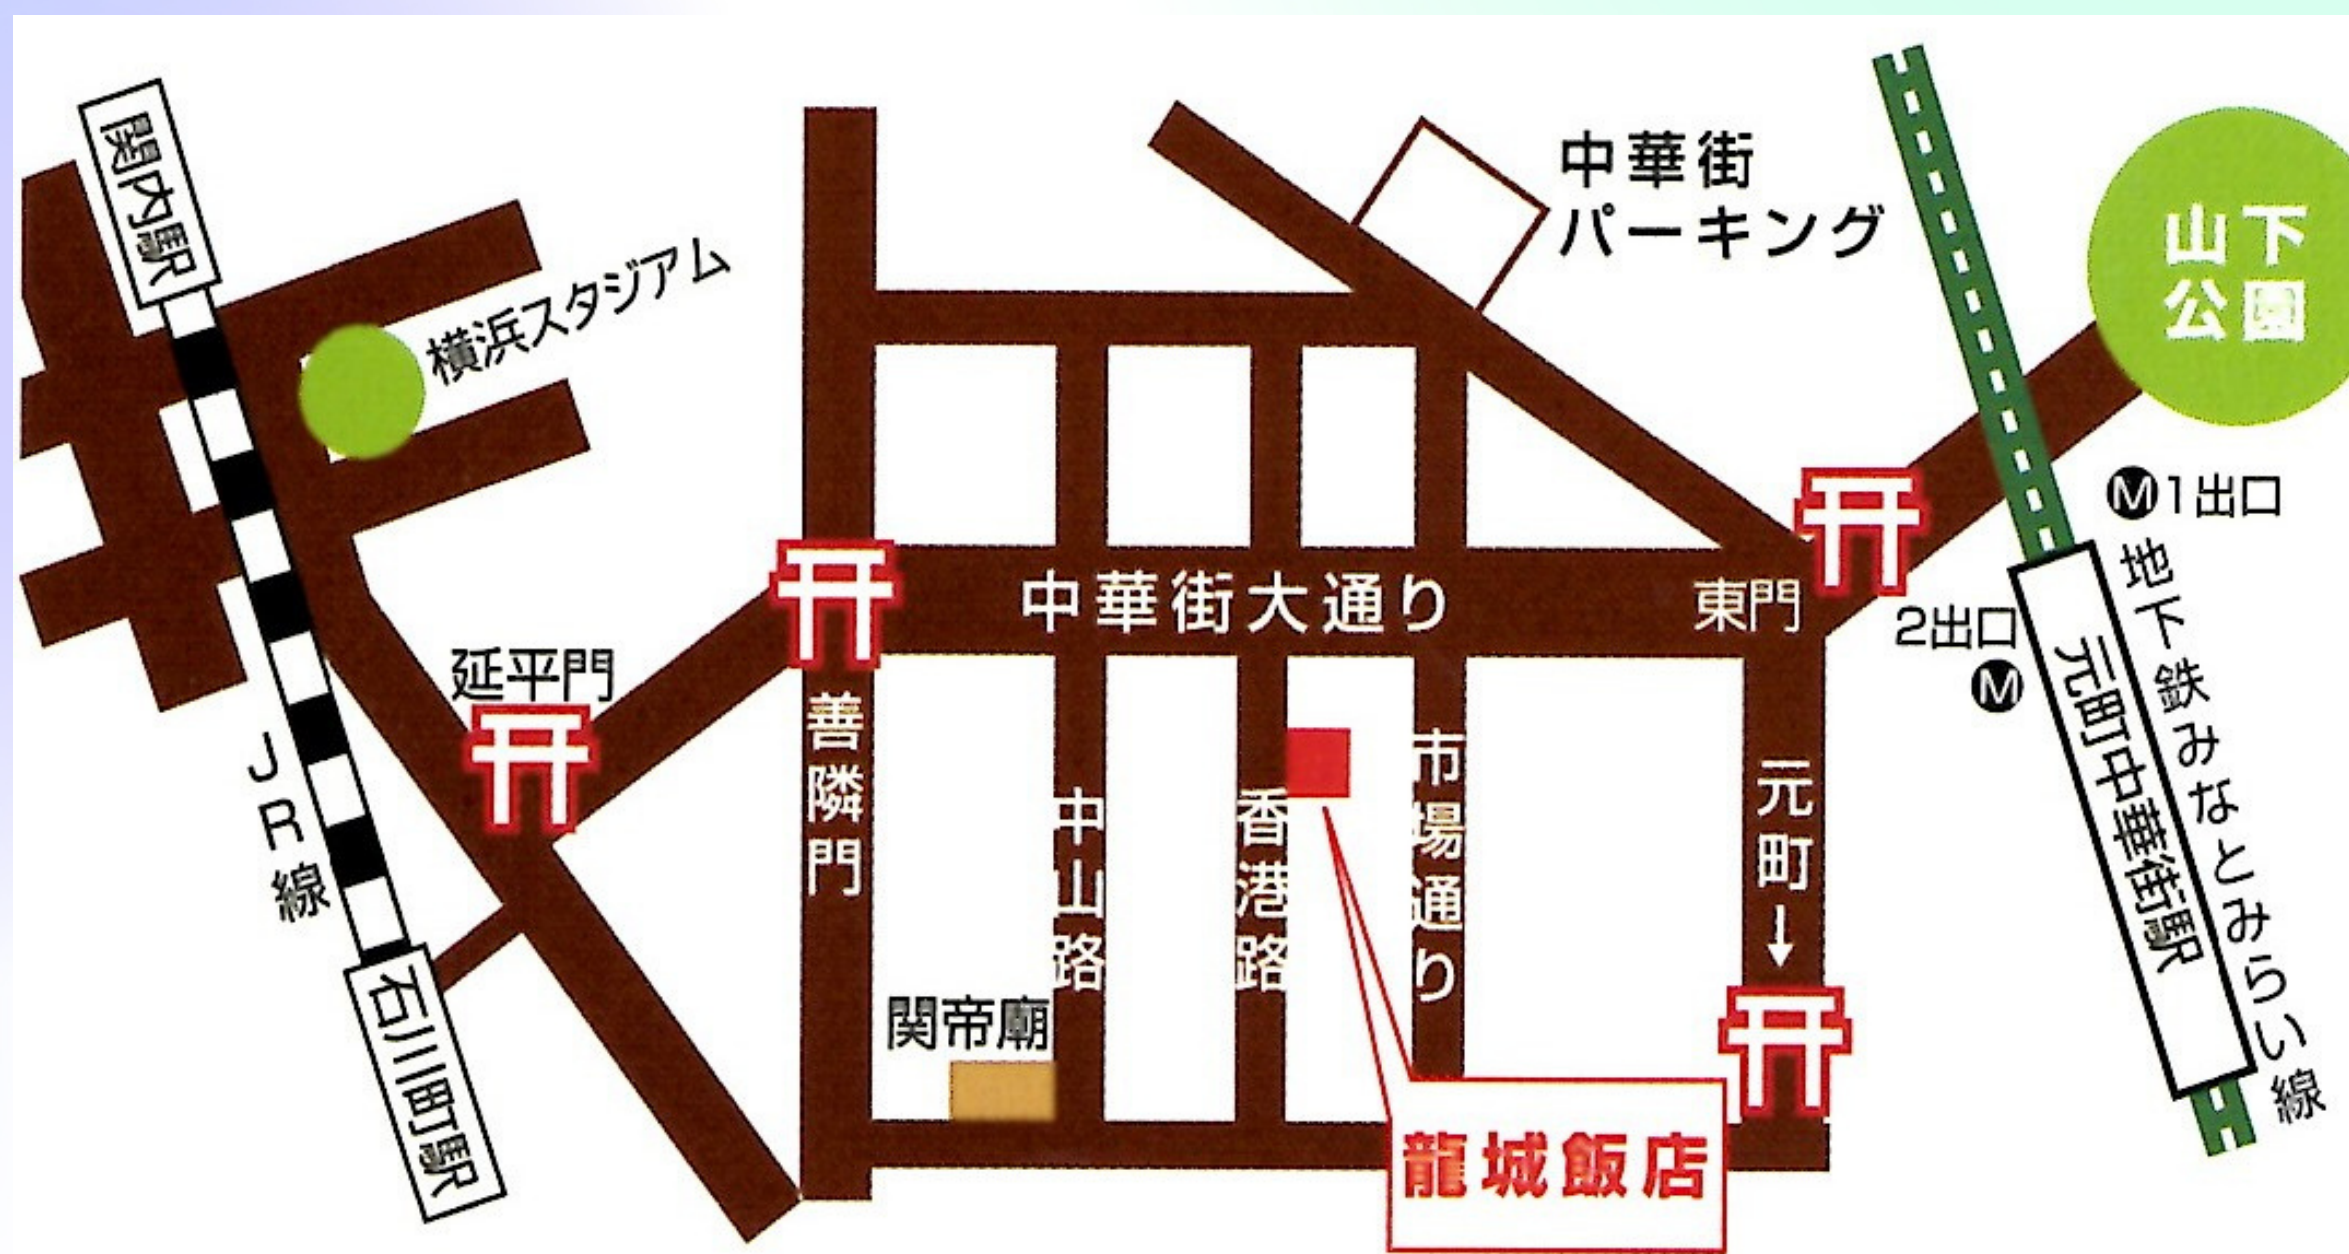 関内駅
横浜スタジアム
中華街
パーキング
山下
公園
M1出口
地下鉄みなとみらい線
元町中華街駅
2出口
M
東門
中華街大通り
延平門
善隣門
中山路
香港路
市場通り
元町↓
JR線
石川町駅
関帝廟
龍城飯店